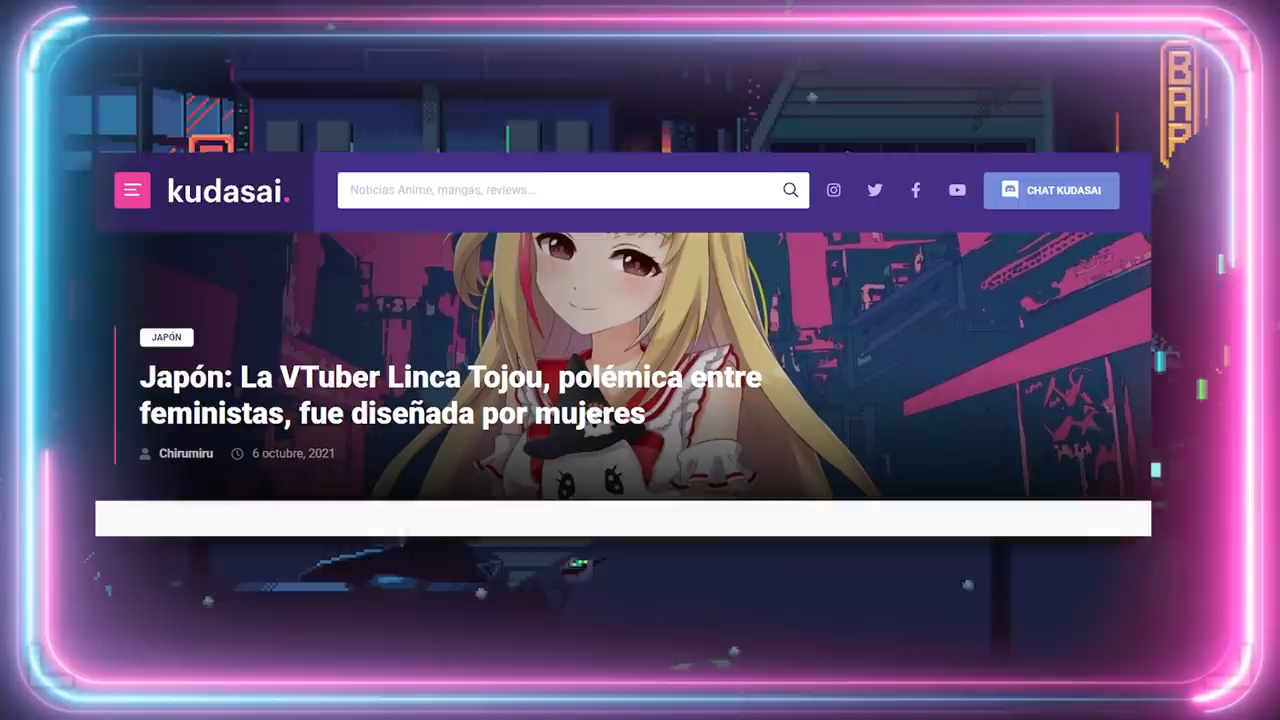 BAP
kudasai.
Noticias Anime, mangas, reviews...
CHAT KUDASAI
JAPÓN
Japón: La VTuber Linca Tojou, polémica entre
feministas, fue diseñada por mujeres
Chirumiru
6 octubre, 2021